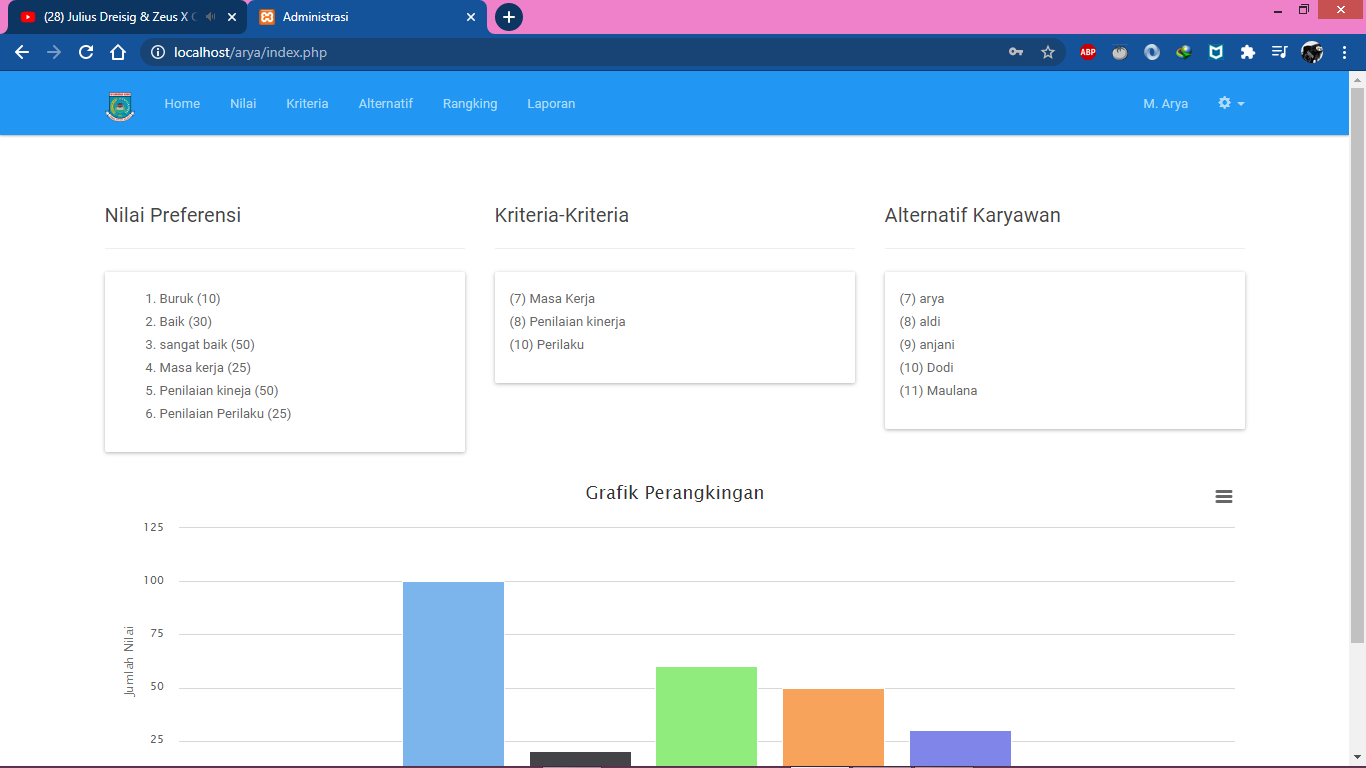 (28) Julius Dreisig & Zeus X C
Administrasi
localhost/arya/index.php
ABP
Home Nilai Kriteria Alternatif Rangking Laporan M. Arya
Nilai Preferensi
1. Buruk (10)
2. Baik (30)
3. sangat baik (50)
4. Masa kerja (25)
5. Penilaian kineja (50)
6. Penilaian Perilaku (25)
Kriteria-Kriteria
(7) Masa Kerja
(8) Penilaian kinerja
(10) Perilaku
Alternatif Karyawan
(7) arya
(8) aldi
(9) anjani
(10) Dodi
(11) Maulana
Grafik Perangkingan
Jumlah Nilai
125
100
75
50
25